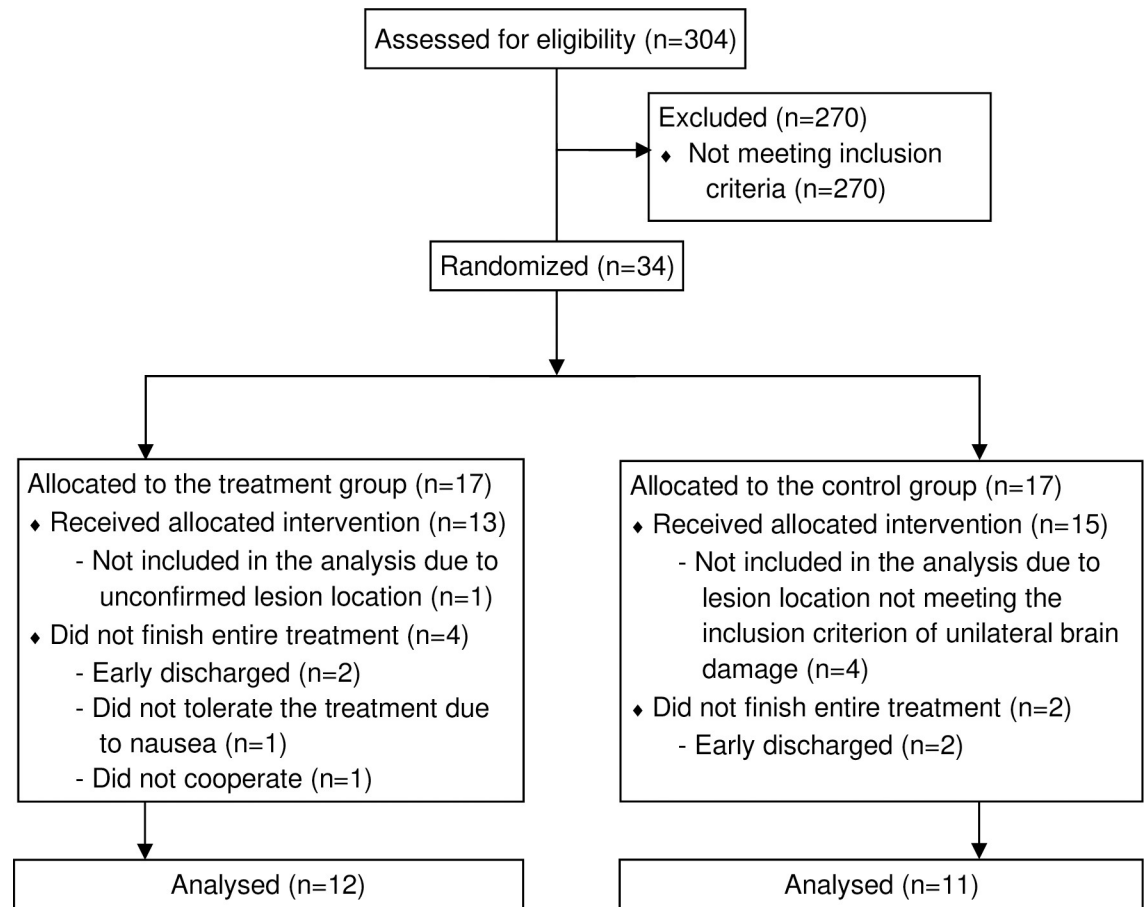 Assessed for eligibility (n=304)
Excluded (n=270)
♦ Not meeting inclusion
criteria (n=270)
Randomized (n=34)
Allocated to the treatment group (n=17)
♦ Received allocated intervention (n=13)
- Not included in the analysis due to
unconfirmed lesion location (n=1)
♦ Did not finish entire treatment (n=4)
- Early discharged (n=2)
- Did not tolerate the treatment due
to nausea (n=1)
- Did not cooperate (n=1)
Allocated to the control group (n=17)
♦ Received allocated intervention (n=15)
- Not included in the analysis due to
lesion location not meeting the
inclusion criterion of unilateral brain
damage (n=4)
♦ Did not finish entire treatment (n=2)
- Early discharged (n=2)
Analysed (n=12)
Analysed (n=11)